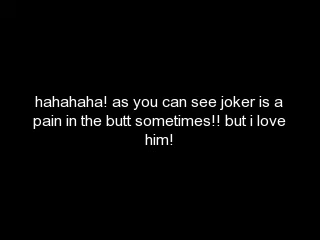 hahahaha! as you can see joker is a
pain in the butt sometimes!! but i love
him!